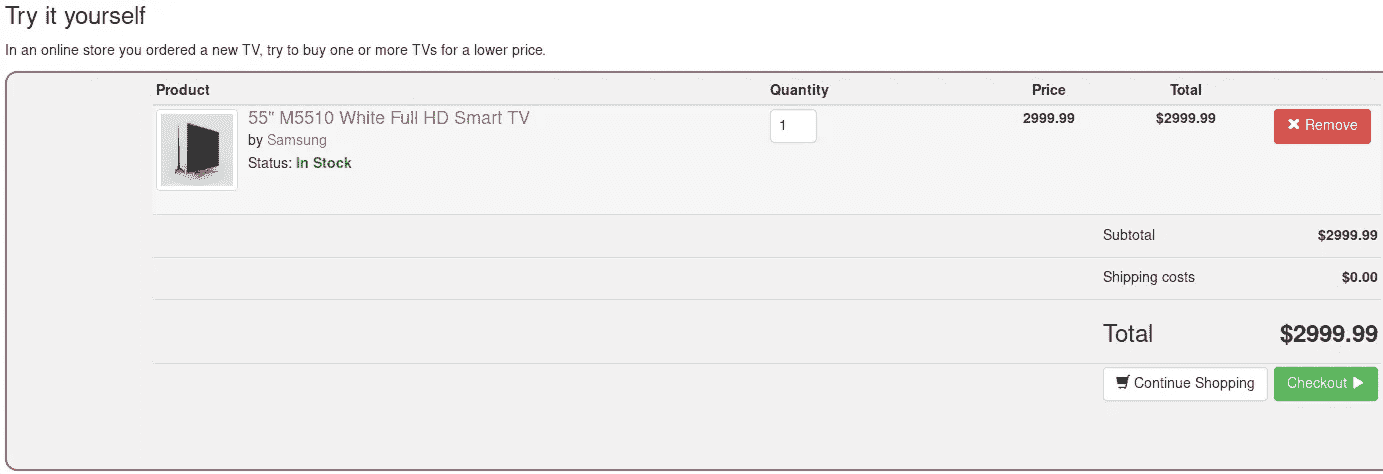 Try it yourself
In an online store you ordered a new TV, try to buy one or more TVs for a lower price.
Product Quantity Price Total
55" M5510 White Full HD Smart TV 1 2999.99 $2999.99 Remove
by Samsung
Status: In Stock
Subtotal $2999.99
Shipping costs $0.00
Total $2999.99
Continue Shopping Checkout